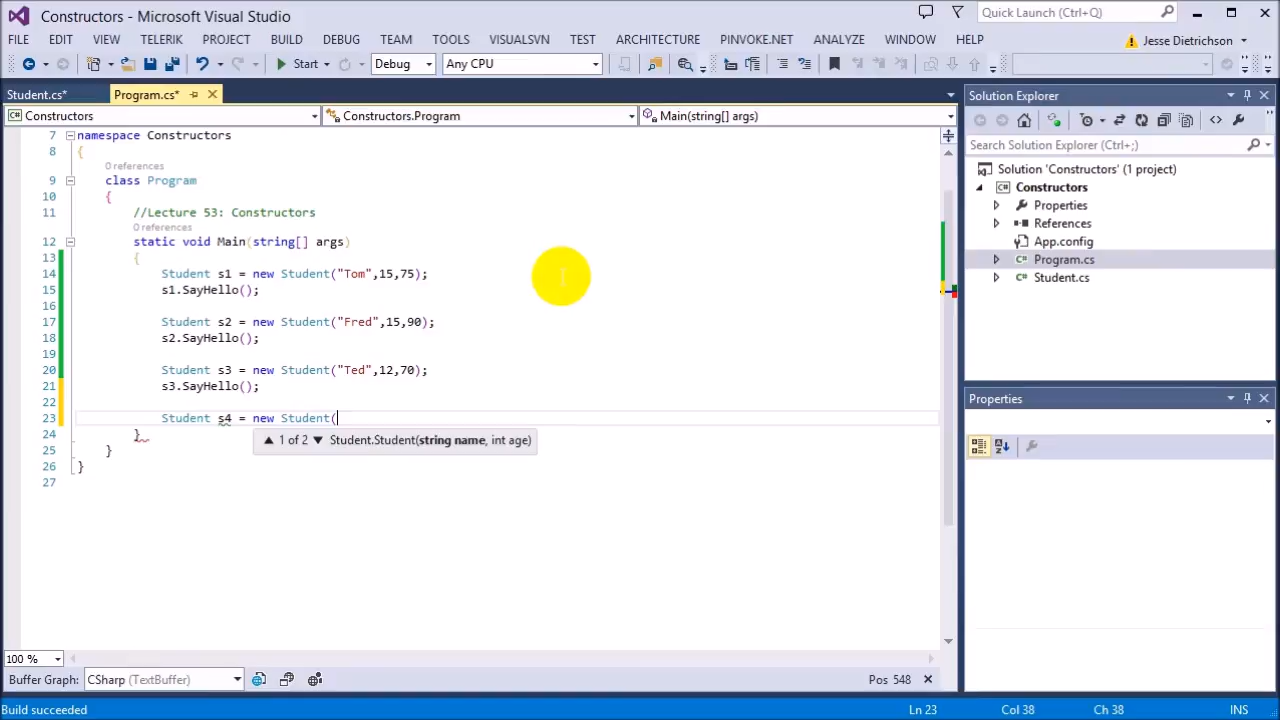 Constructors - Microsoft Visual Studio
Quick Launch (Ctrl+Q)
FILE EDIT VIEW TELERIK PROJECT BUILD DEBUG TEAM TOOLS VISUALSVN TEST ARCHITECTURE PINVOKE.NET ANALYZE WINDOW HELP
Jesse Dietrichson
Start Debug Any CPU
Student.cs* Program.cs*
Constructors Constructors.Program Main(string[] args)
7 namespace Constructors
8 {
0 references
9 class Program
10 {
11 //Lecture 53: Constructors
0 references
12 static void Main(string[] args)
13 {
14 Student s1 = new Student("Tom",15,75);
15 s1.SayHello();
16
17 Student s2 = new Student("Fred",15,90);
18 s2.SayHello();
19
20 Student s3 = new Student("Ted",12,70);
21 s3.SayHello();
22
23 Student s4 = new Student(
24 }
1 of 2 Student.Student(string name, int age)
25 }
26 }
27
100 %
Buffer Graph: CSharp (TextBuffer) Pos 548
Build succeeded Ln 23 Col 38 Ch 38 INS
Solution Explorer
Search Solution Explorer (Ctrl+;)
Solution 'Constructors' (1 project)
Constructors
Properties
References
App.config
Program.cs
Student.cs
Properties